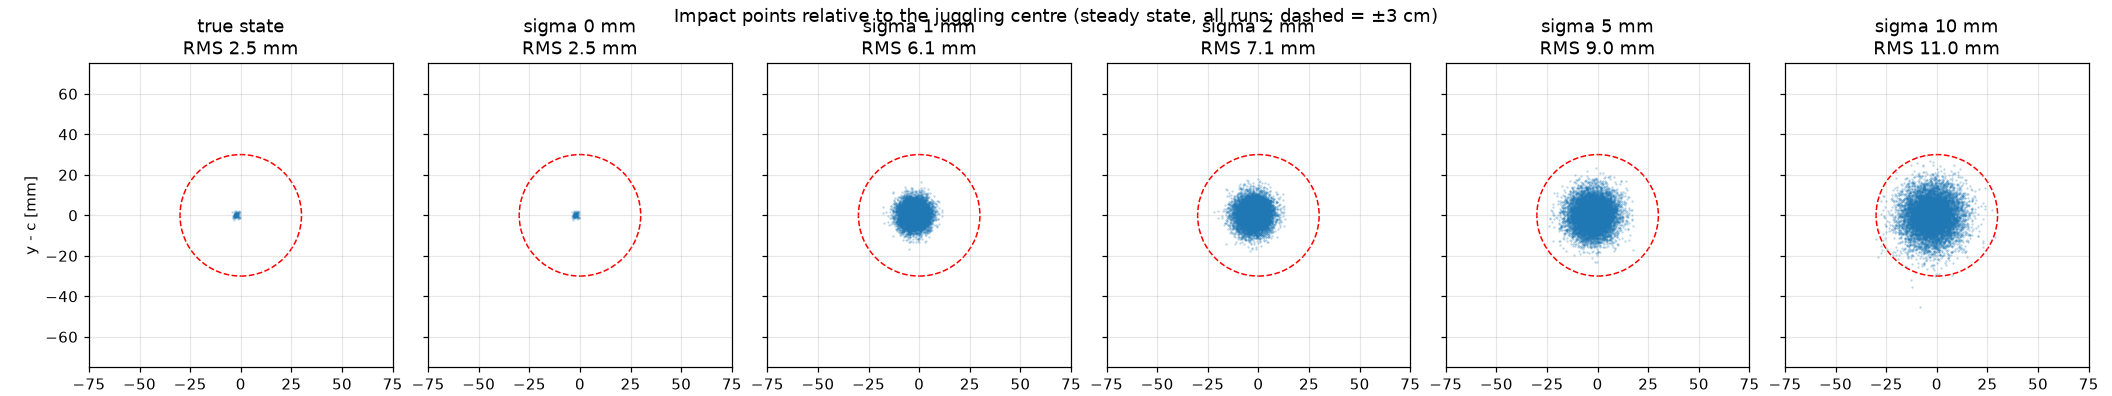 Impact points relative to the juggling centre (steady state, all runs; dashed = ±3 cm)
true state
RMS 2.5 mm
sigma 0 mm
RMS 2.5 mm
sigma 1 mm
RMS 6.1 mm
sigma 2 mm
RMS 7.1 mm
sigma 5 mm
RMS 9.0 mm
sigma 10 mm
RMS 11.0 mm
y - c [mm]
60
40
20
0
−20
−40
−60
−75 −50 −25 0 25 50 75
−75 −50 −25 0 25 50 75
−75 −50 −25 0 25 50 75
−75 −50 −25 0 25 50 75
−75 −50 −25 0 25 50 75
−75 −50 −25 0 25 50 75